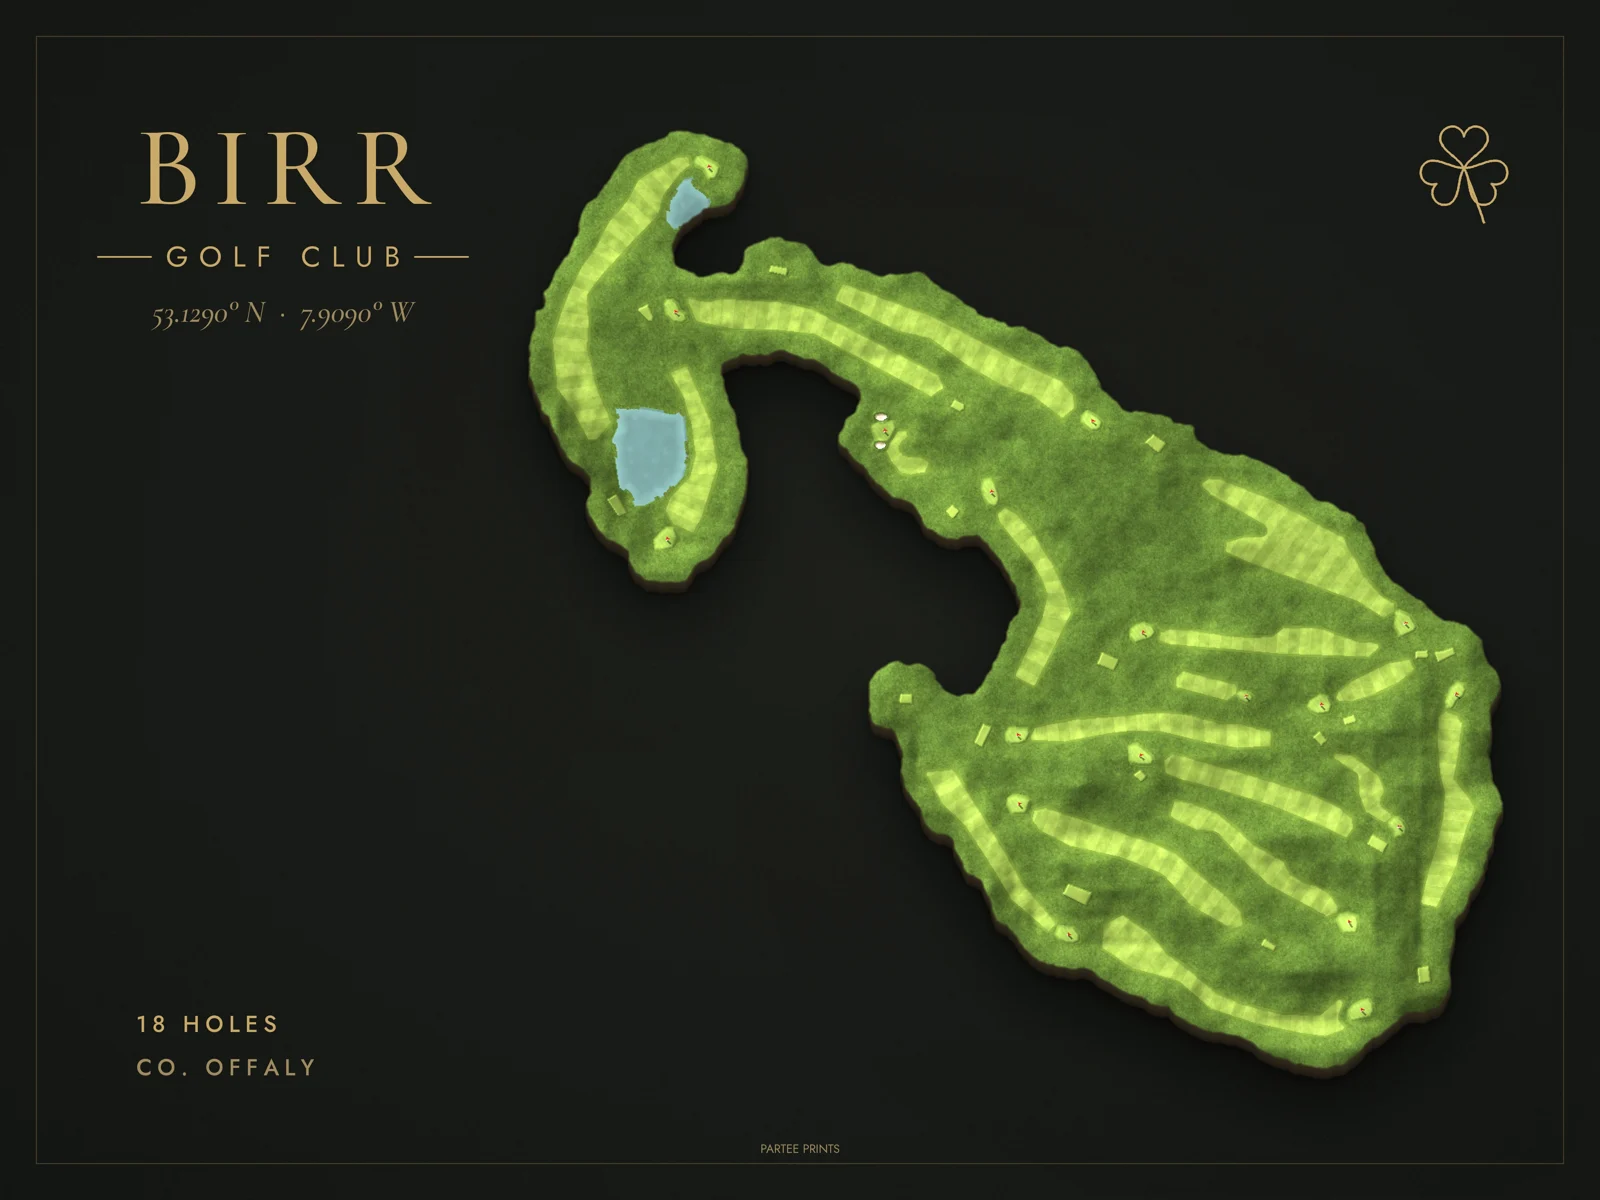 BIRR
GOLF CLUB
53.1290° N · 7.9090° W
18 HOLES
CO. OFFALY
PARTEE PRINTS